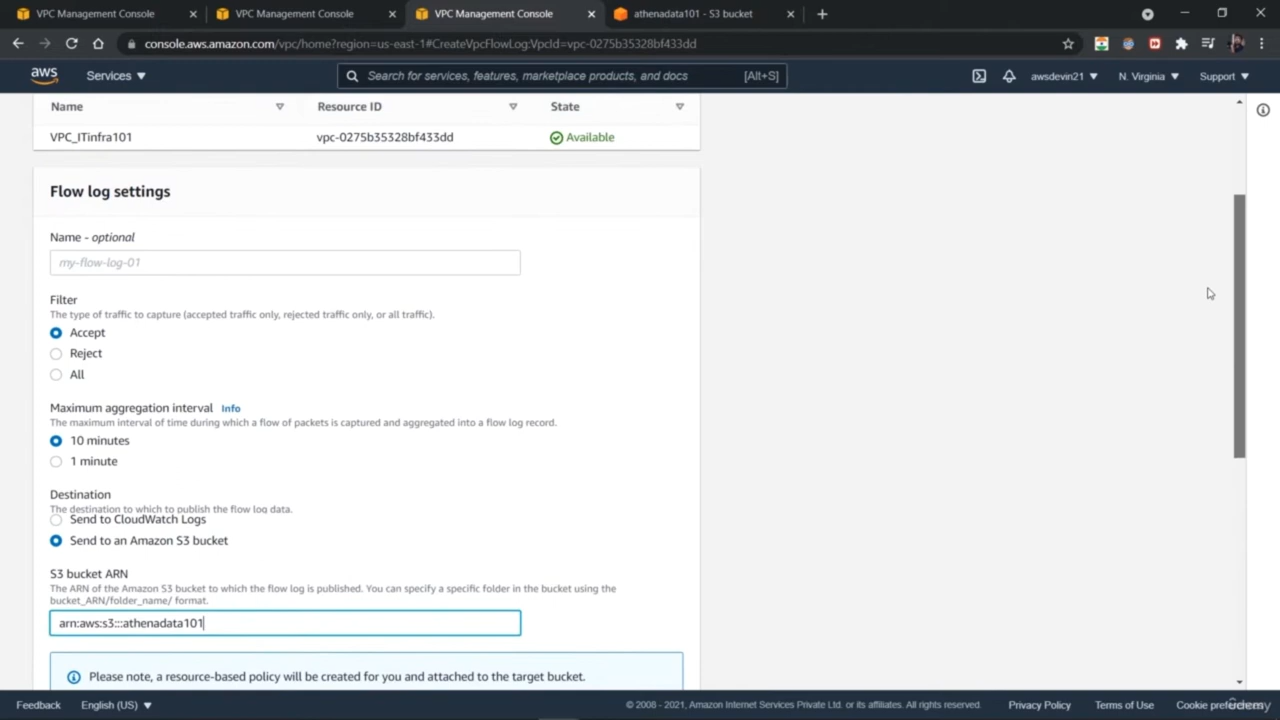 VPC Management Console
VPC Management Console
VPC Management Console
athenadata101 - S3 bucket
console.aws.amazon.com/vpc/home?region=us-east-1#CreateVpcFlowLog:VpcId=vpc-0275b35328bf433dd
aws Services Search for services, features, marketplace products, and docs [Alt+S] awsdevin21 N. Virginia Support
Name Resource ID State
VPC_ITinfra101 vpc-0275b35328bf433dd Available
Flow log settings
Name - optional
my-flow-log-01
Filter
The type of traffic to capture (accepted traffic only, rejected traffic only, or all traffic).
Accept
Reject
All
Maximum aggregation interval Info
The maximum interval of time during which a flow of packets is captured and aggregated into a flow log record.
10 minutes
1 minute
Destination
The destination to which to publish the flow log data.
Send to CloudWatch Logs
Send to an Amazon S3 bucket
S3 bucket ARN
The ARN of the Amazon S3 bucket to which the flow log is published. You can specify a specific folder in the bucket using the
bucket_ARN/folder_name/ format.
arn:aws:s3:::athenadata101
Please note, a resource-based policy will be created for you and attached to the target bucket.
Feedback English (US) © 2008 - 2021, Amazon Internet Services Private Ltd. or its affiliates. All rights reserved. Privacy Policy Terms of Use Cookie preferences
Udemy